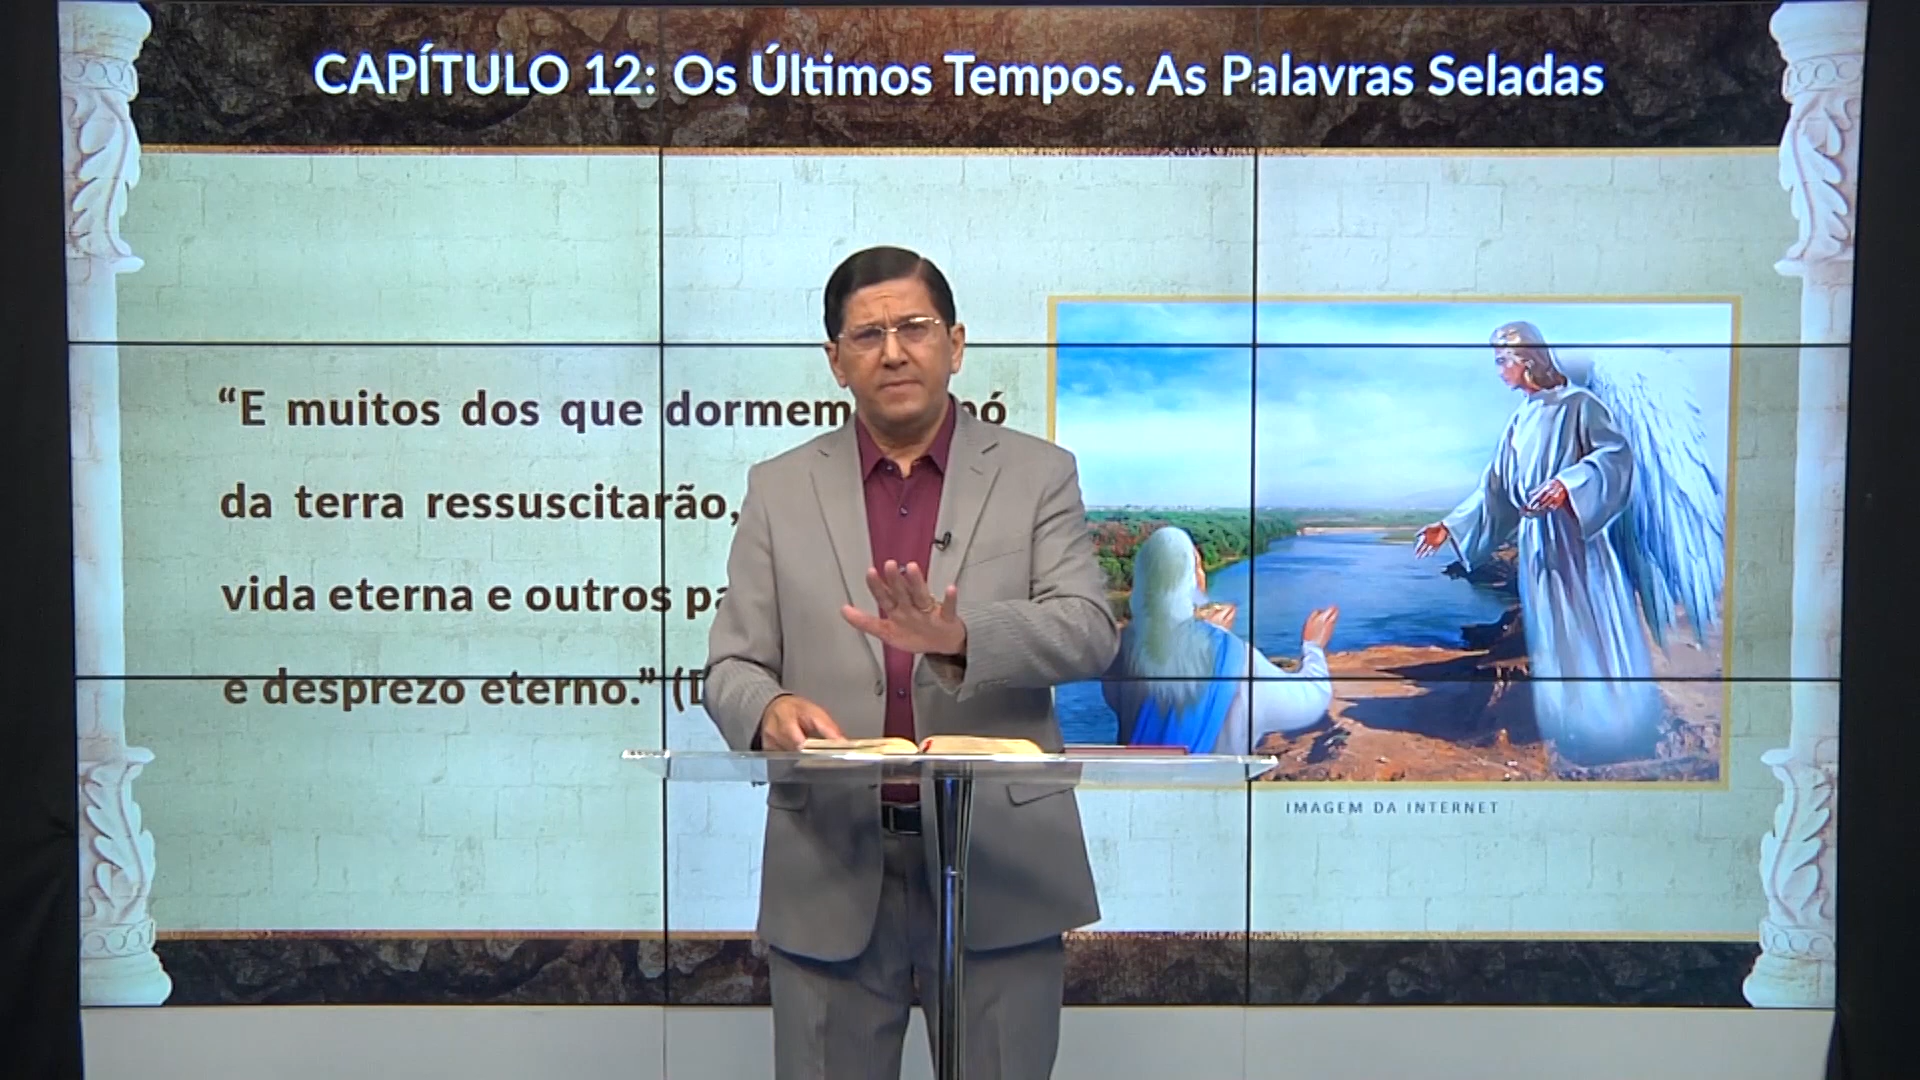 CAPÍTULO 12: Os Últimos Tempos. As Palavras Seladas
“E muitos dos que dormem
da terra ressuscitarão,
vida eterna e outros
e desprezo eterno.”
IMAGEM DA INTERNET